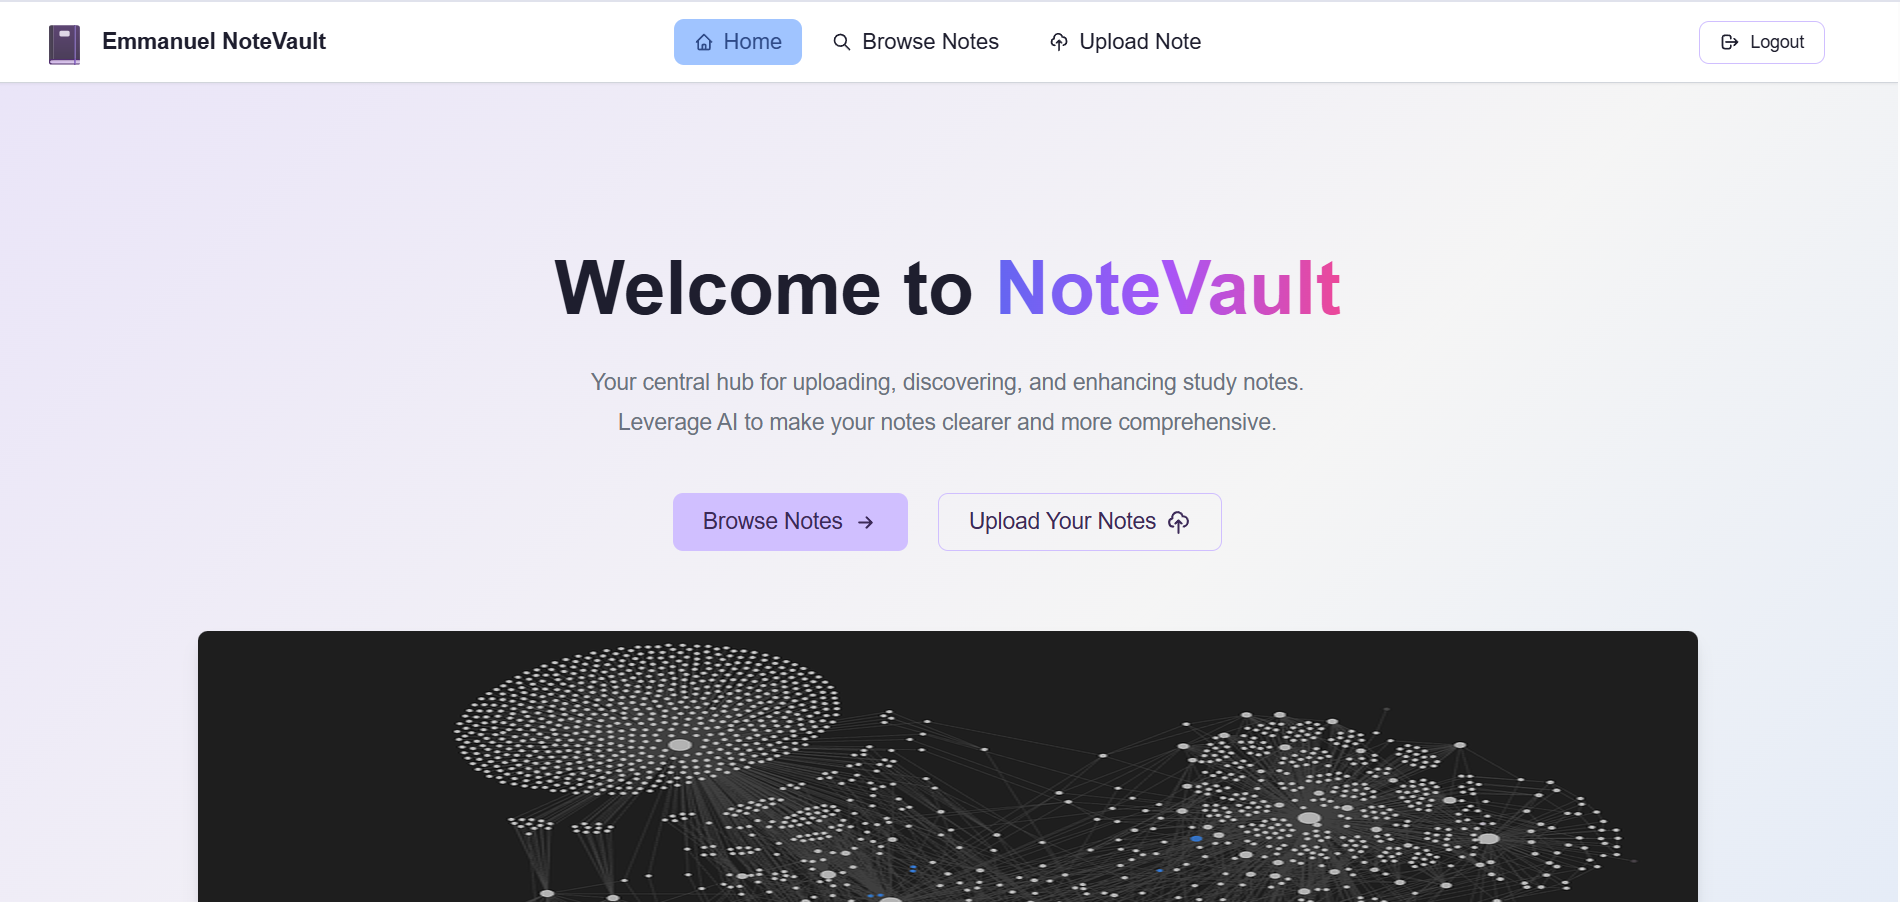 Emmanuel NoteVault
Home
Browse Notes
Upload Note
Logout
Welcome to NoteVault
Your central hub for uploading, discovering, and enhancing study notes.
Leverage AI to make your notes clearer and more comprehensive.
Browse Notes
Upload Your Notes